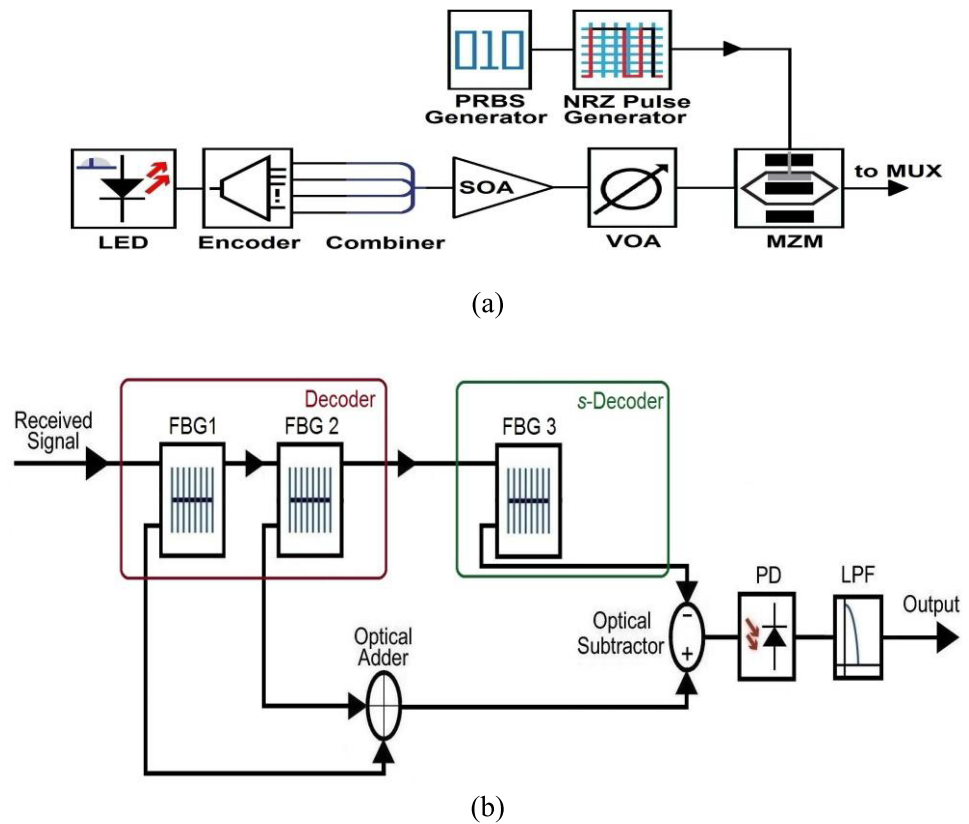 010
PRBS
Generator
NRZ Pulse
Generator
LED
Encoder
Combiner
SOA
VOA
MZM
to MUX
(a)
Received
Signal
Decoder
FBG1
FBG 2
s-Decoder
FBG 3
Optical
Adder
Optical
Subtractor
-
+
PD
LPF
Output
(b)